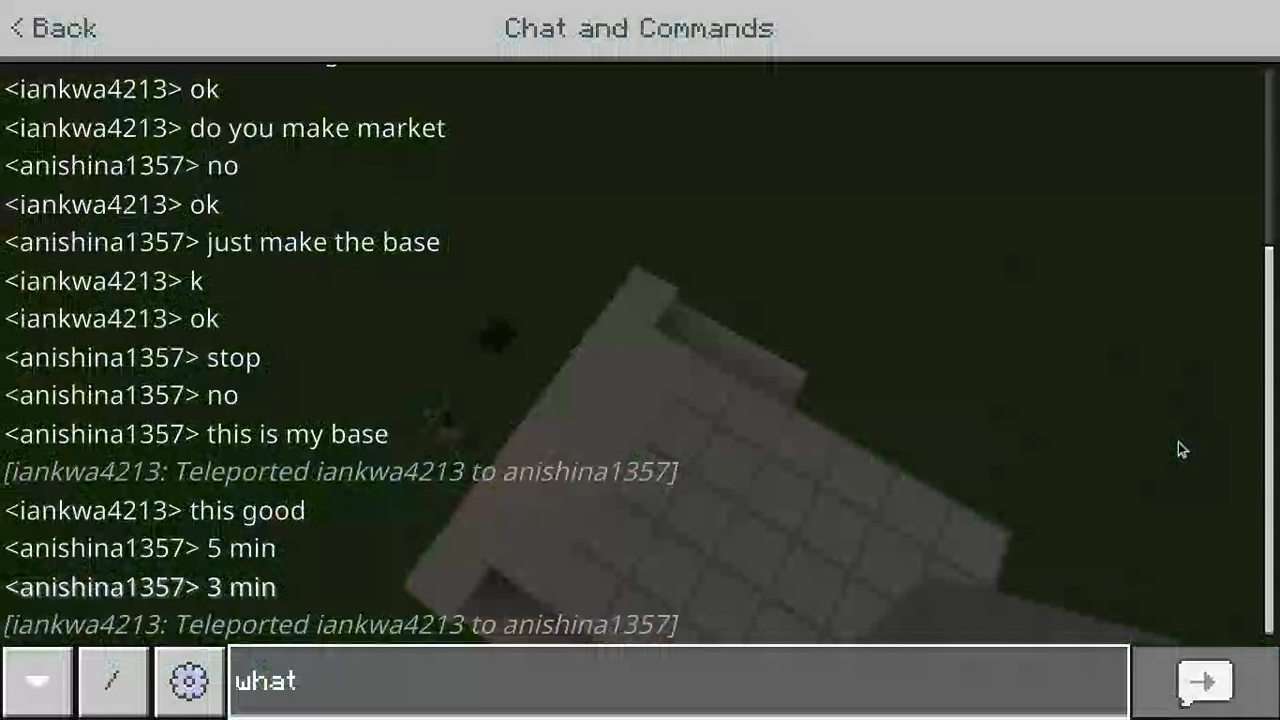 < Back
Chat and Commands
<iankwa4213> ok
<iankwa4213> do you make market
<anishina1357> no
<iankwa4213> ok
<anishina1357> just make the base
<iankwa4213> k
<iankwa4213> ok
<anishina1357> stop
<anishina1357> no
<anishina1357> this is my base
[iankwa4213: Teleported iankwa4213 to anishina1357]
<iankwa4213> this good
<anishina1357> 5 min
<anishina1357> 3 min
[iankwa4213: Teleported iankwa4213 to anishina1357]
/
what